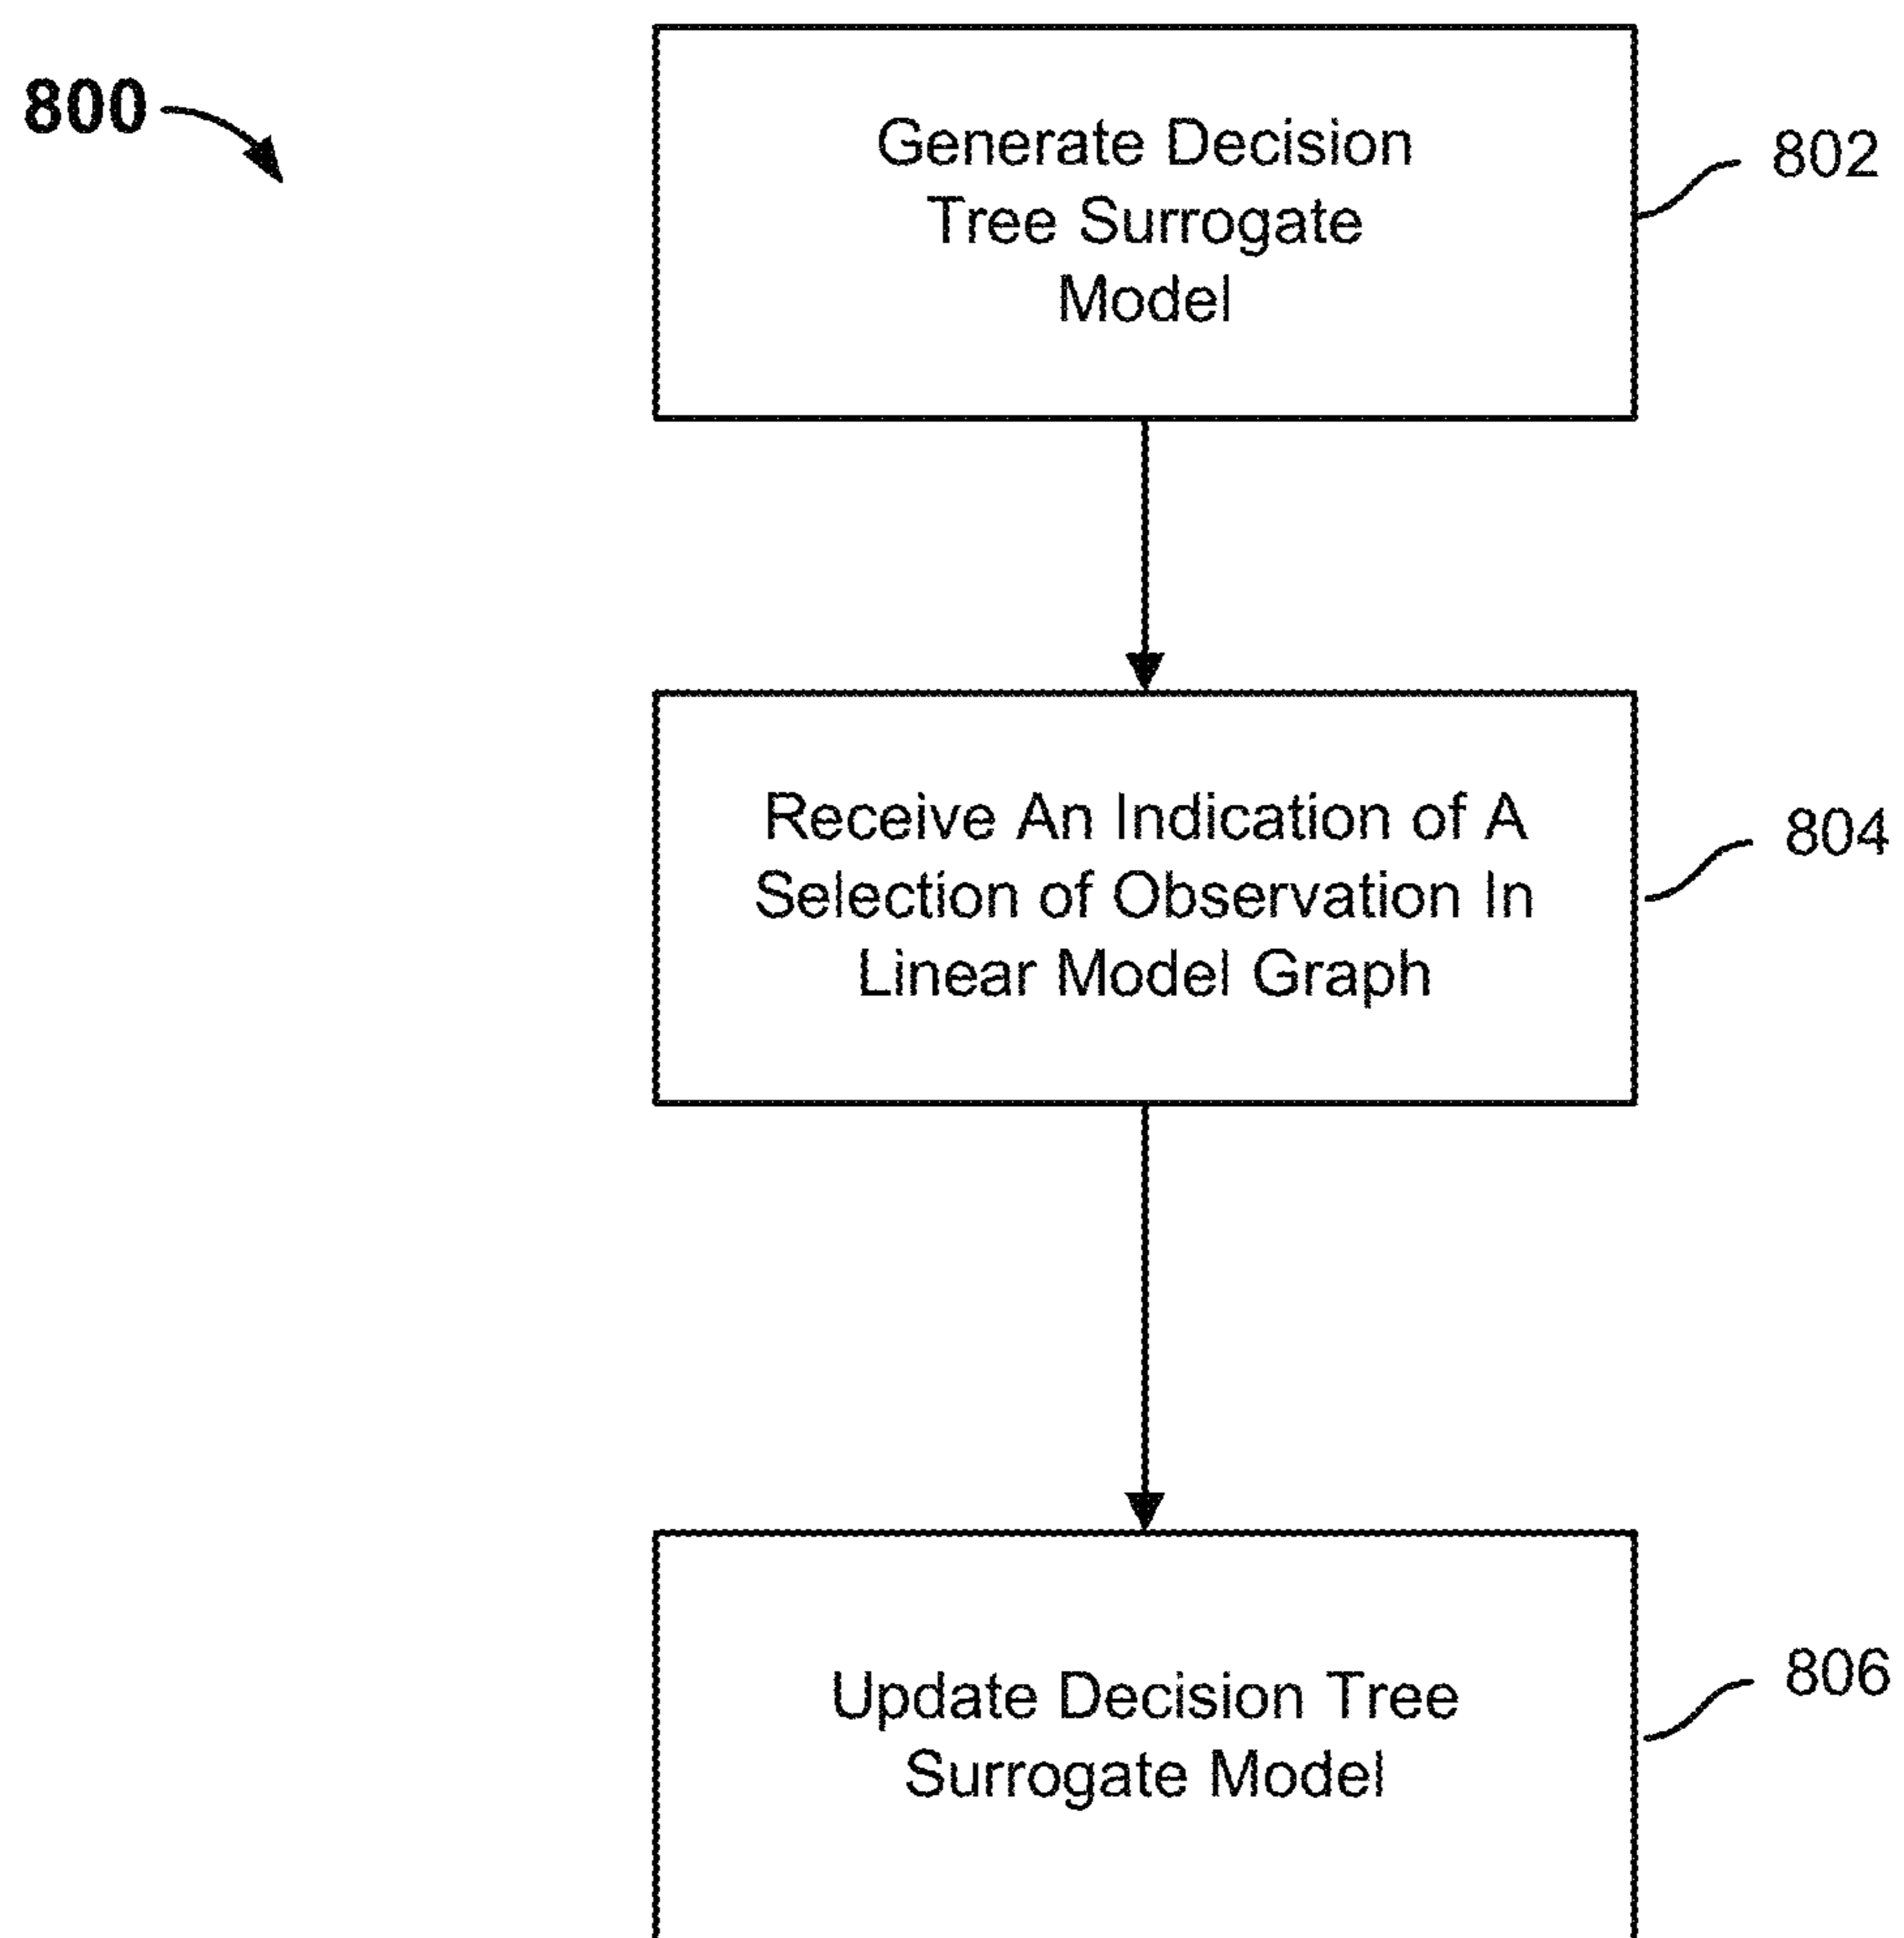 800
Generate Decision
Tree Surrogate
Model
802
Receive An Indication of A
Selection of Observation In
Linear Model Graph
804
Update Decision Tree
Surrogate Model
806